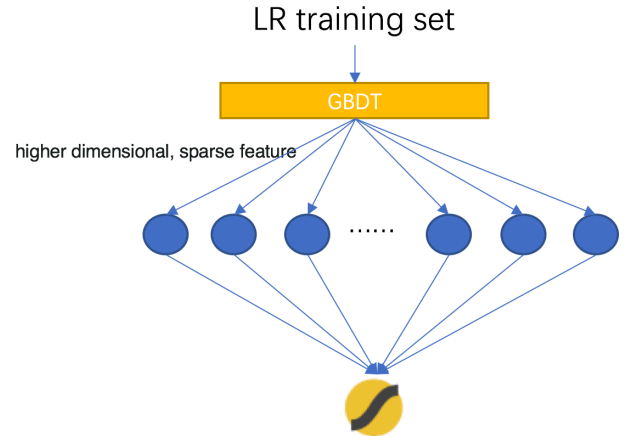 LR training set
GBDT
higher dimensional, sparse feature
......